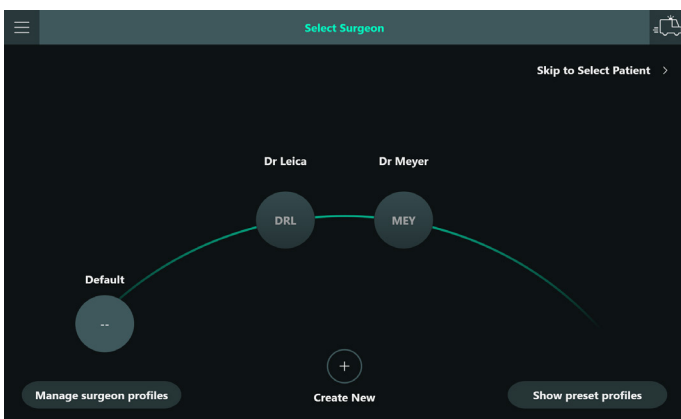 Select Surgeon
Skip to Select Patient
Dr Leica
Dr Meyer
DRL
MEY
Default
--
Create New
Manage surgeon profiles
Show preset profiles